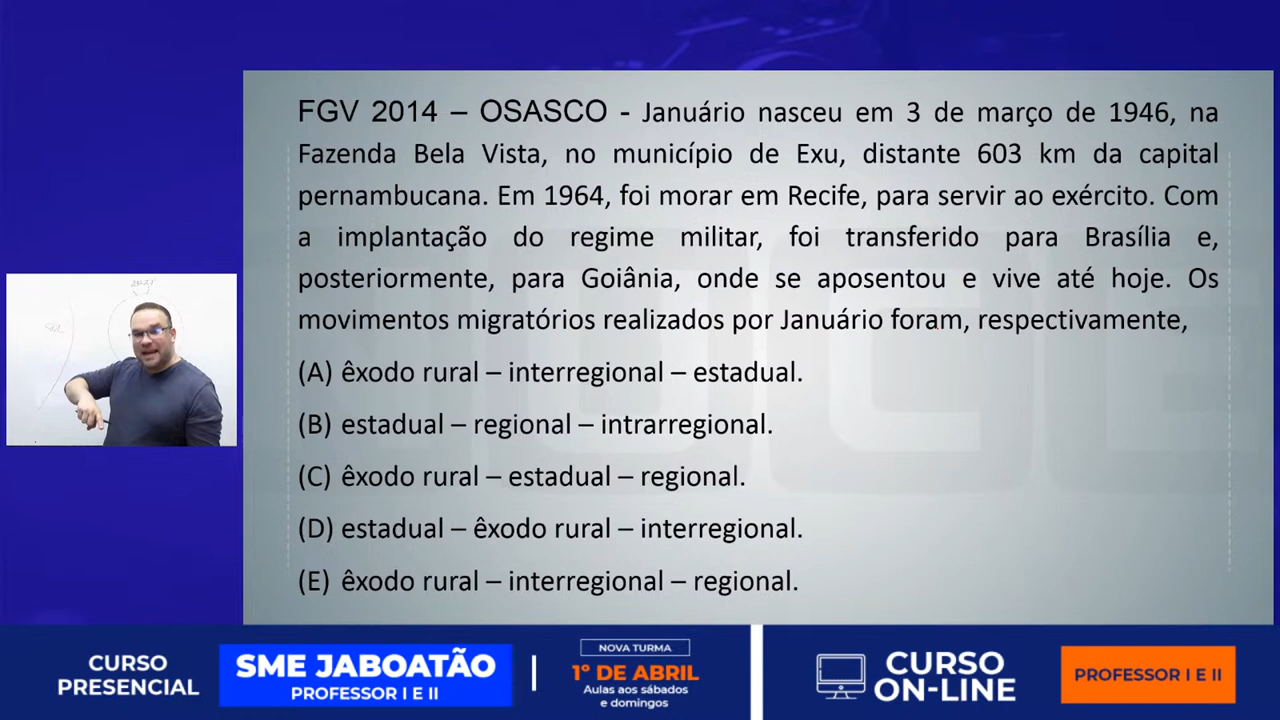 FGV 2014 – OSASCO - Januário nasceu em 3 de março de 1946, na
Fazenda Bela Vista, no município de Exu, distante 603 km da capital
pernambucana. Em 1964, foi morar em Recife, para servir ao exército. Com
a implantação do regime militar, foi transferido para Brasília e,
posteriormente, para Goiânia, onde se aposentou e vive até hoje. Os
movimentos migratórios realizados por Januário foram, respectivamente,
(A) êxodo rural – interregional – estadual.
(B) estadual – regional – intrarregional.
(C) êxodo rural – estadual – regional.
(D) estadual – êxodo rural – interregional.
(E) êxodo rural – interregional – regional.
CURSO
PRESENCIAL
SME JABOATÃO
PROFESSOR I E II
NOVA TURMA
1º DE ABRIL
Aulas aos sábados
e domingos
CURSO
ON-LINE
PROFESSOR I E II